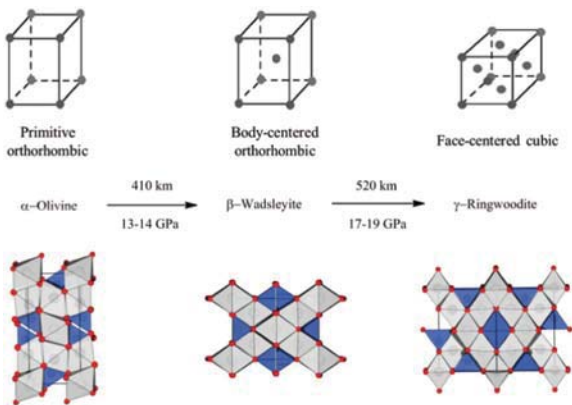 Primitive
orthorhombic
Body-centered
orthorhombic
Face-centered cubic
α-Olivine
410 km
13-14 GPa
β-Wadsleyite
520 km
17-19 GPa
γ-Ringwoodite